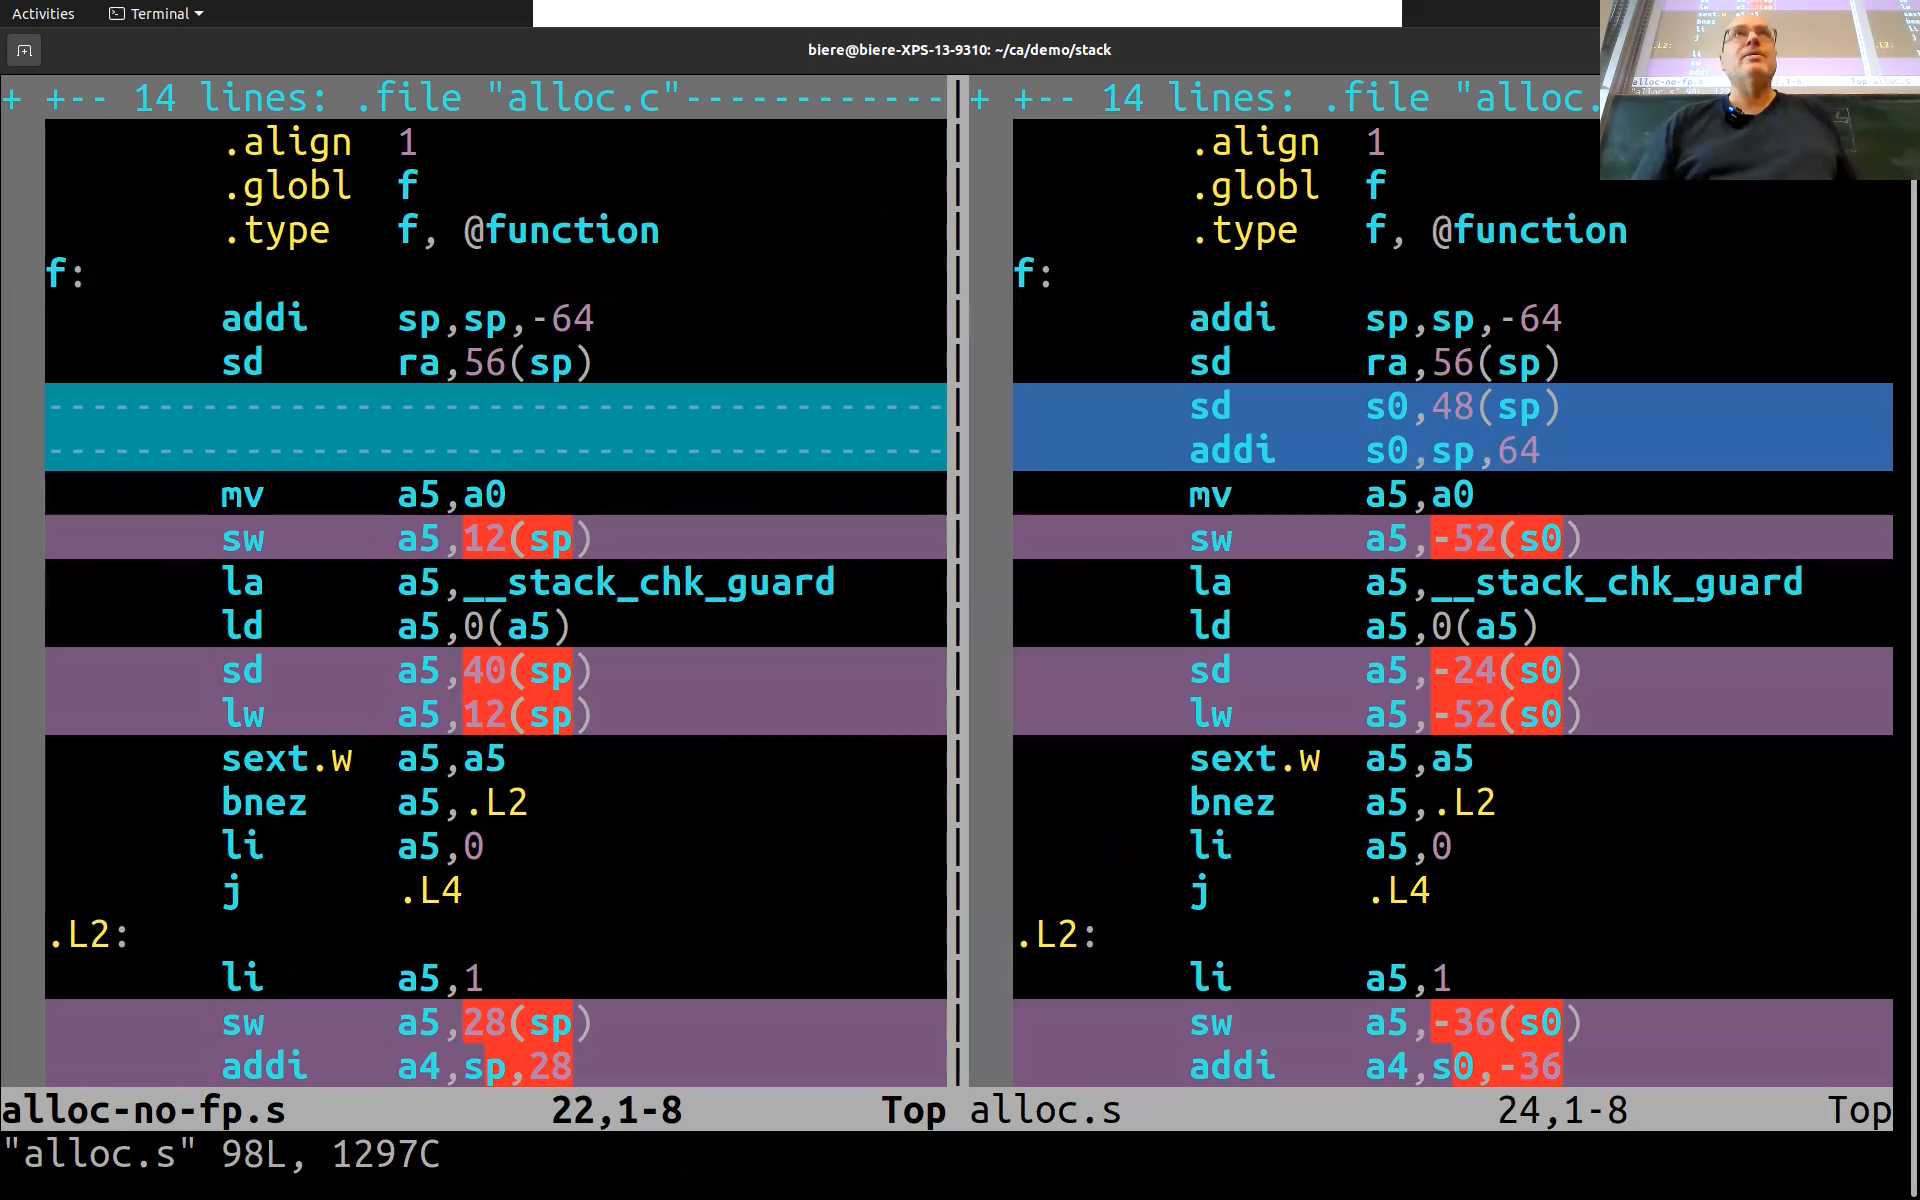 Activities
Terminal
biere@biere-XPS-13-9310: ~/ca/demo/stack
+ +-- 14 lines: .file "alloc.c"------------
.align 1
.globl f
.type f, @function
f:
addi sp,sp,-64
sd ra,56(sp)
-----------------------------------------
-----------------------------------------
mv a5,a0
sw a5,12(sp)
la a5,__stack_chk_guard
ld a5,0(a5)
sd a5,40(sp)
lw a5,12(sp)
sext.w a5,a5
bnez a5,.L2
li a5,0
j .L4
.L2:
li a5,1
sw a5,28(sp)
addi a4,sp,28
alloc-no-fp.s 22,1-8 Top
+ +-- 14 lines: .file "alloc.
.align 1
.globl f
.type f, @function
f:
addi sp,sp,-64
sd ra,56(sp)
sd s0,48(sp)
addi s0,sp,64
mv a5,a0
sw a5,-52(s0)
la a5,__stack_chk_guard
ld a5,0(a5)
sd a5,-24(s0)
lw a5,-52(s0)
sext.w a5,a5
bnez a5,.L2
li a5,0
j .L4
.L2:
li a5,1
sw a5,-36(s0)
addi a4,s0,-36
alloc.s 24,1-8 Top
"alloc.s" 98L, 1297C